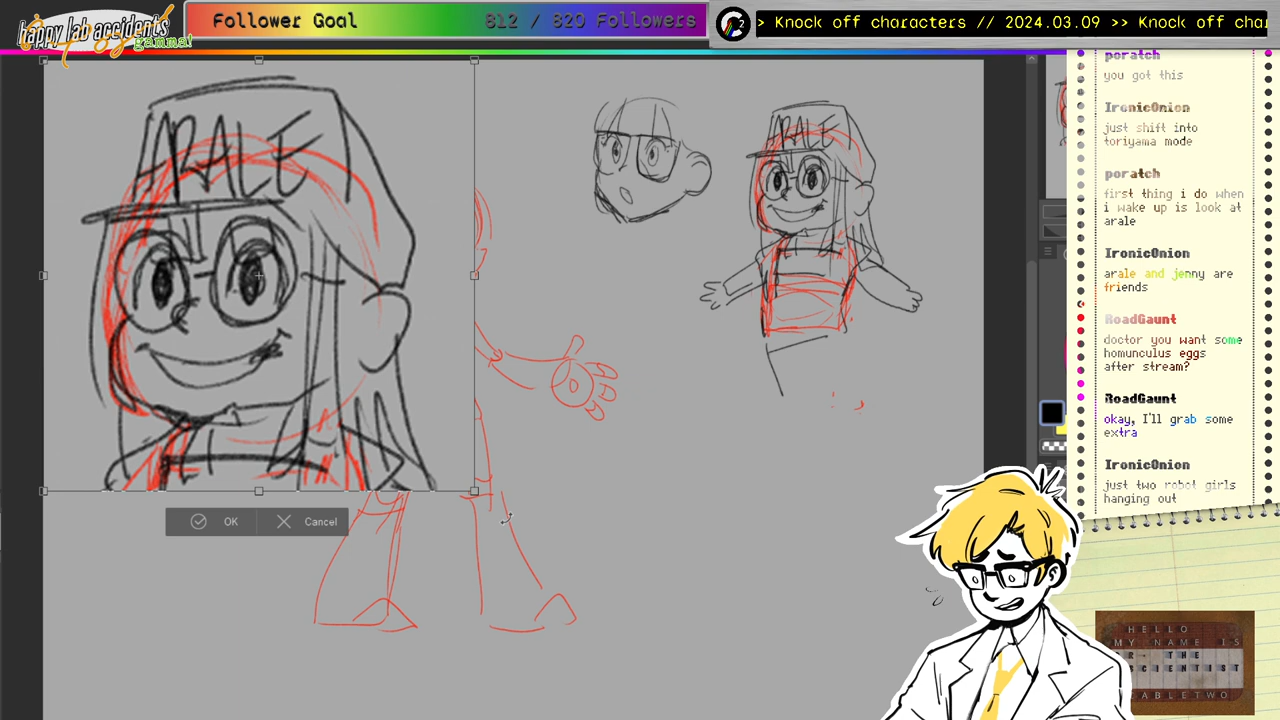 happy lab accidents
gamma!
Follower Goal
812 / 820 Followers
> Knock off characters // 2024.03.09 >> Knock off cha
poratch
you got this
IronicOnion
just shift into
toriyama mode
poratch
first thing i do when
i wake up is look at
arale
IronicOnion
arale and jenny are
friends
RoadGaunt
doctor you want some
homunculus eggs
after stream?
RoadGaunt
okay, I'll grab some
extra
IronicOnion
just two robot girls
hanging out
ARALE
ARALE
OK
Cancel
HELLO
MY NAME IS
THE
SCIENTIST
TABLETWO